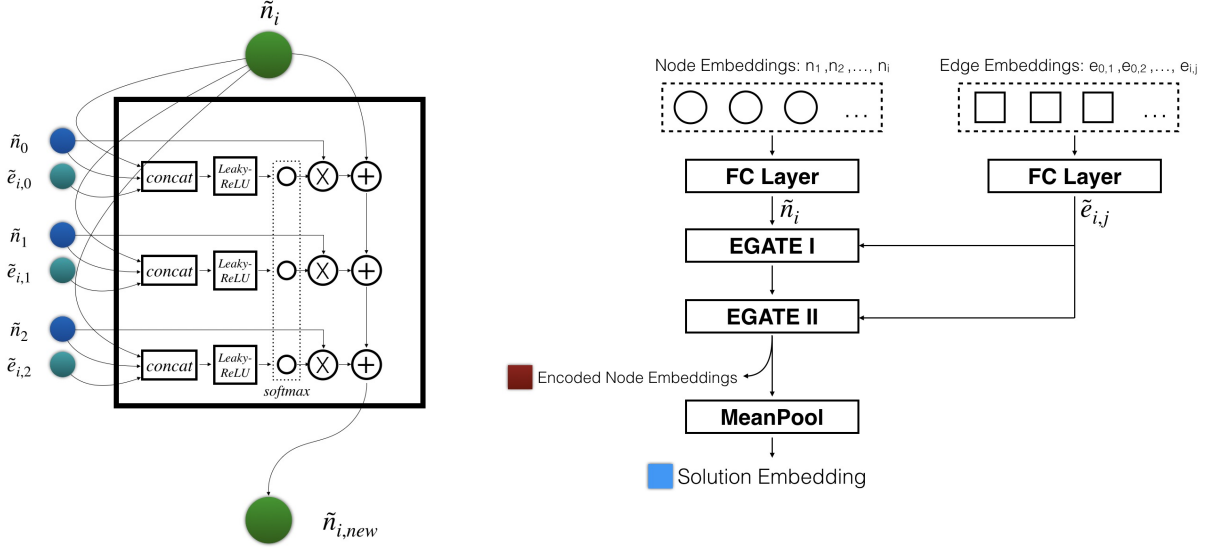 ñ_i
ñ_0
ẽ_{i,0}
concat
Leaky-
ReLU
ñ_1
ẽ_{i,1}
concat
Leaky-
ReLU
ñ_2
ẽ_{i,2}
concat
Leaky-
ReLU
softmax
ñ_{i,new}
Node Embeddings: n_1 ,n_2 ,…, n_i
…
FC Layer
ñ_i
Edge Embeddings: e_{0,1} ,e_{0,2} ,…, e_{i,j}
…
FC Layer
ẽ_{i,j}
EGATE I
EGATE II
Encoded Node Embeddings
MeanPool
Solution Embedding